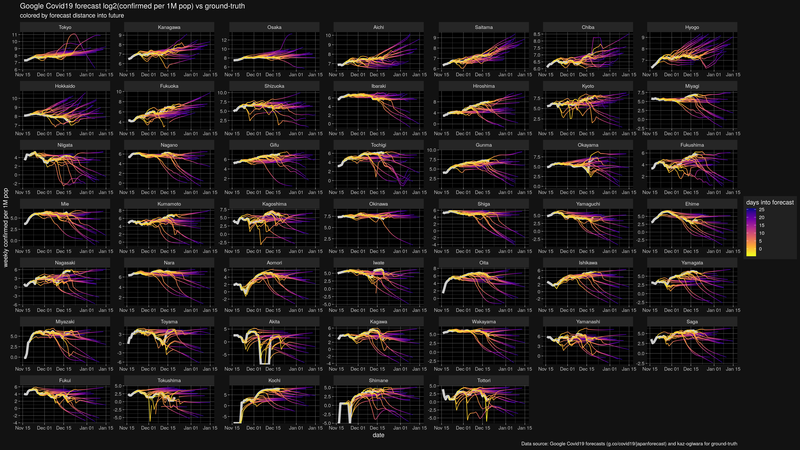 Google Covid19 forecast log2(confirmed per 1M pop) vs ground-truth
colored by forecast distance into future
Tokyo Kanagawa Osaka Aichi Saitama Chiba Hyogo
Hokkaido Fukuoka Shizuoka Ibaraki Hiroshima Kyoto Miyagi
Niigata Nagano Gifu Tochigi Gunma Okayama Fukushima
Mie Kumamoto Kagoshima Okinawa Shiga Yamaguchi Ehime
Nagasaki Nara Aomori Iwate Oita Ishikawa Yamagata
Miyazaki Toyama Akita Kagawa Wakayama Yamanashi Saga
Fukui Tokushima Kochi Shimane Tottori
Nov 15 Dec 01 Dec 15 Jan 01 Jan 15
weekly confirmed per 1M pop
date
days into forecast
25
20
15
10
5
0
Data source: Google Covid19 forecasts (g.co/covid19/japanforecast) and kaz ogiwara for ground-truth